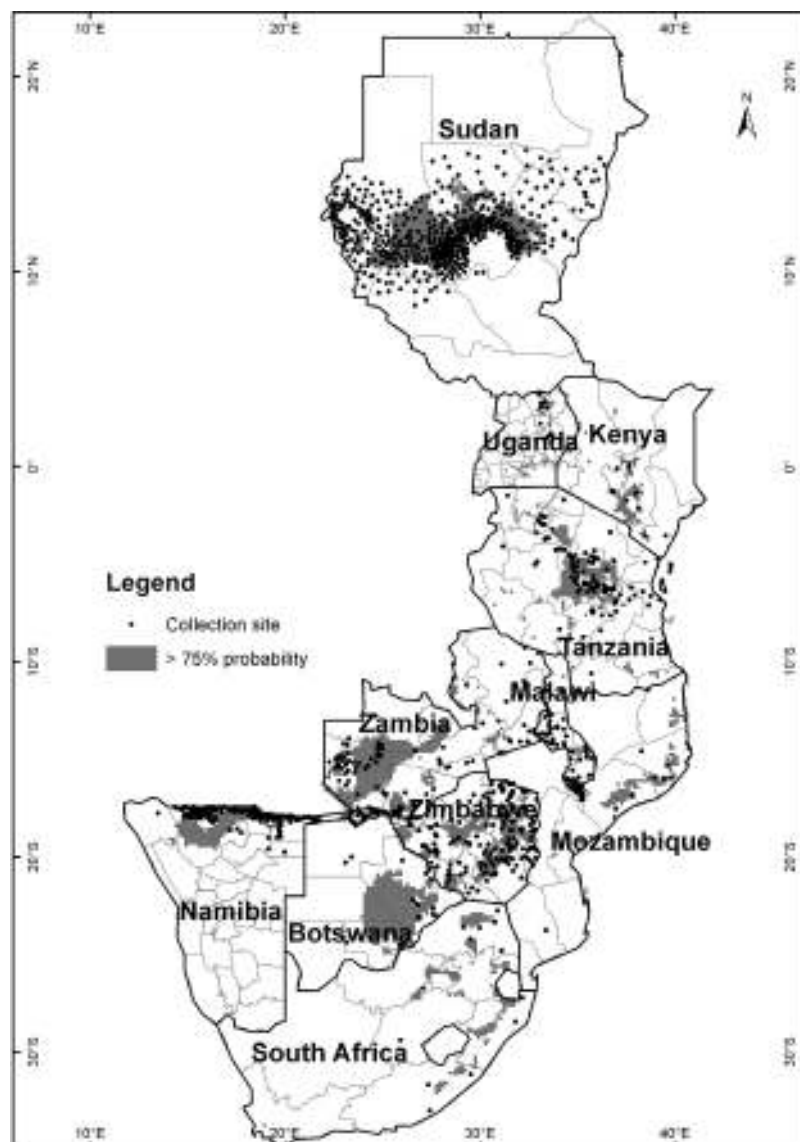 10°E 20°E 30°E 40°E
N
20°N 20°N
Sudan
10°N 10°N
Uganda Kenya
0° 0°
Legend
Collection site
> 75% probability
Tanzania
10°S 10°S
Malawi
Zambia
Zimbabwe
Mozambique
20°S 20°S
Namibia
Botswana
South Africa
30°S 30°S
10°E 20°E 30°E 40°E